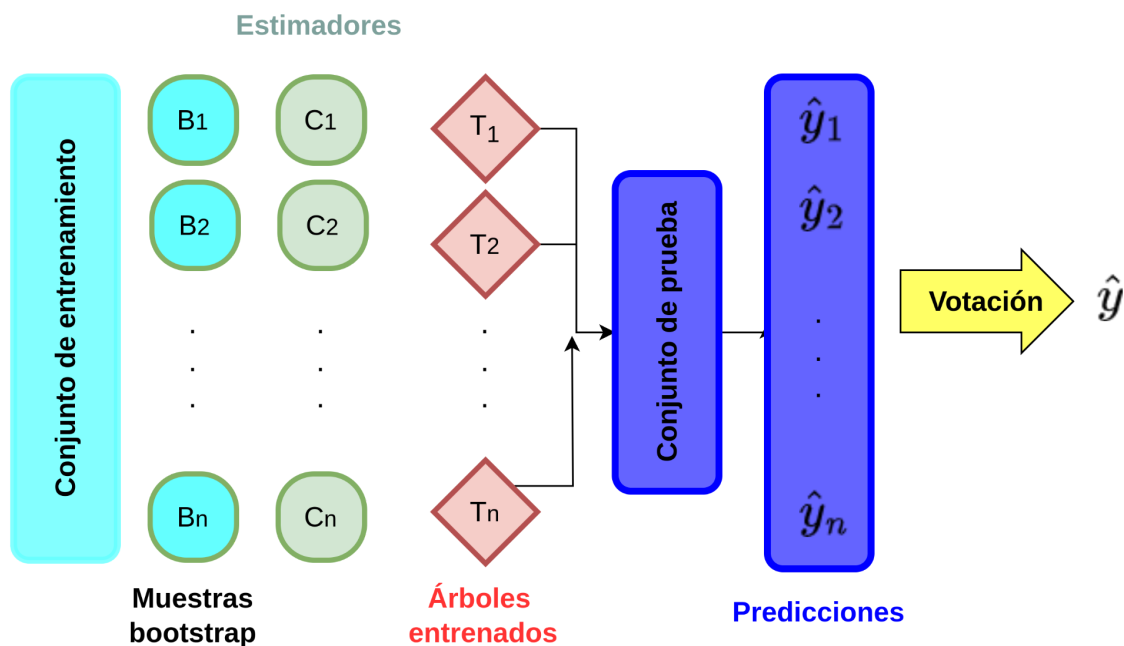 Estimadores
Conjunto de entrenamiento
B1
C1
T1
B2
C2
T2
Bn
Cn
Tn
Muestras
bootstrap
Árboles
entrenados
Conjunto de prueba
ŷ1
ŷ2
ŷn
Predicciones
Votación
ŷ